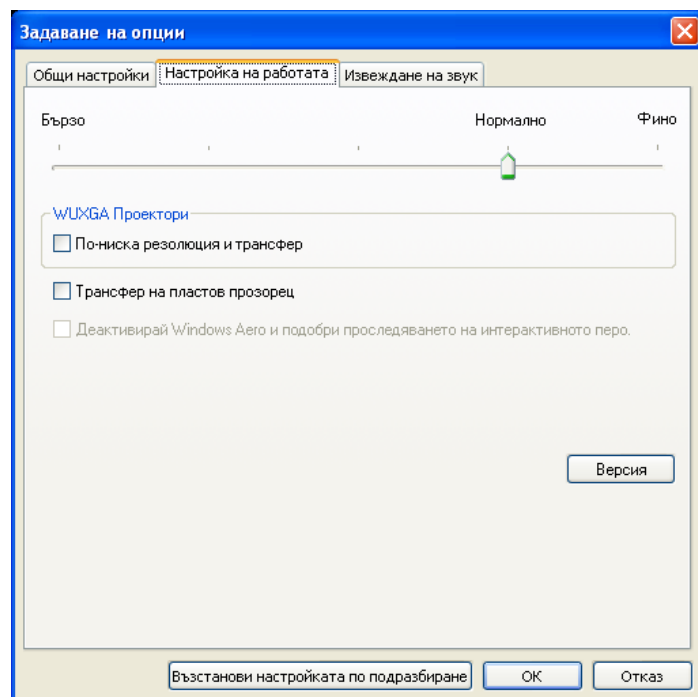 Задаване на опции
Общи настройки Настройка на работата Извеждане на звук
Бързо Нормално Фино
WUXGA Проектори
По-ниска резолюция и трансфер
Трансфер на пластов прозорец
Деактивирай Windows Aero и подобри проследяването на интерактивното перо.
Версия
Възстанови настройката по подразбиране OK Отказ